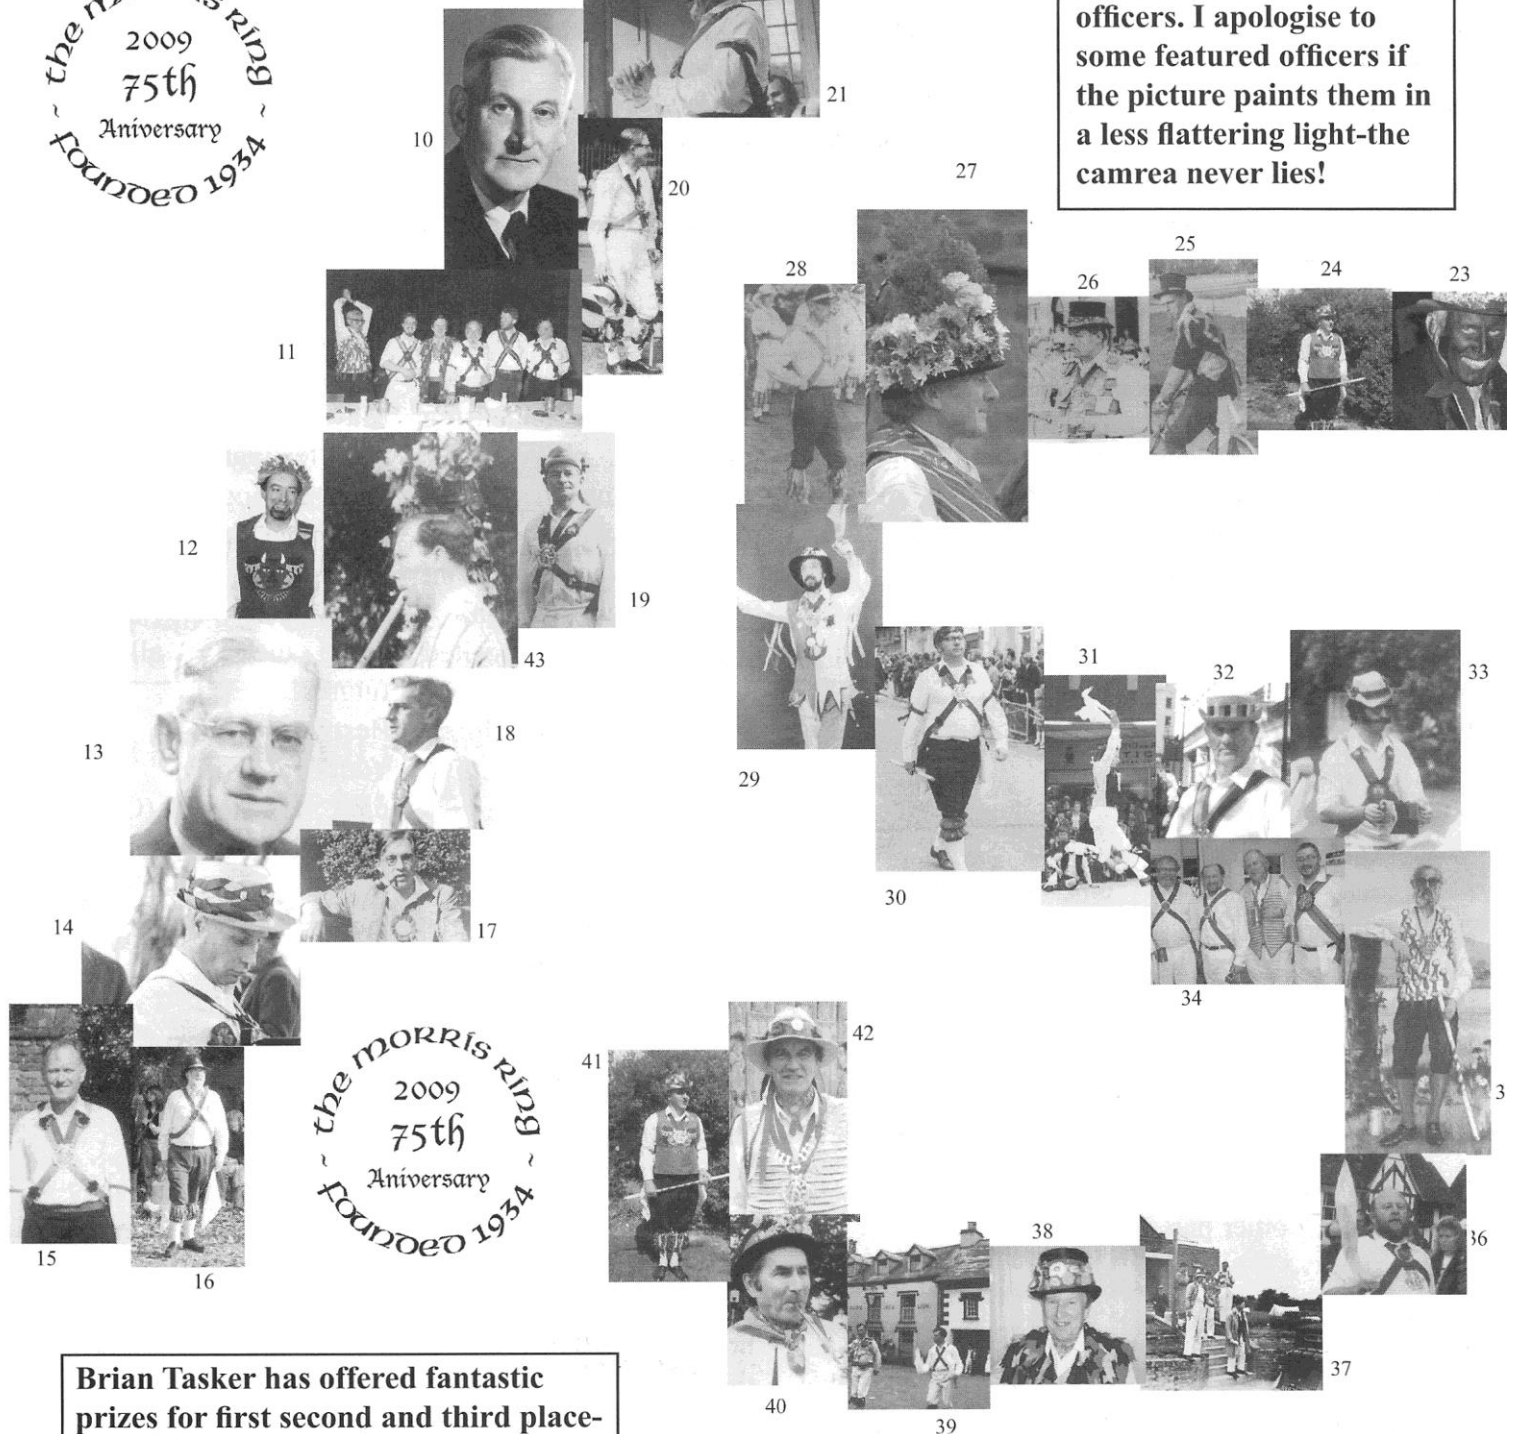 the MORRIS RING
2009
75th
Aniversary
FOUNDED 1934
officers. I apologise to
some featured officers if
the picture paints them in
a less flattering light-the
camrea never lies!
10
21
20
27
28
26
25
24
23
11
12
19
43
13
18
14
17
15
16
29
30
31
32
33
34
3
36
37
38
39
40
41
42
the MORRIS RING
2009
75th
Aniversary
FOUNDED 1934
Brian Tasker has offered fantastic
prizes for first second and third place-